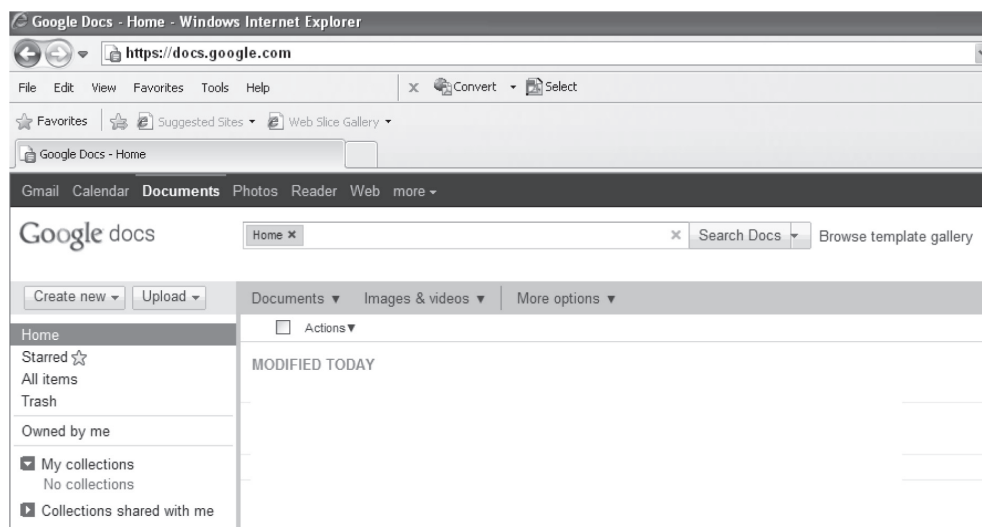 Google Docs - Home - Windows Internet Explorer
https://docs.google.com
File Edit View Favorites Tools Help x Convert Select
Favorites Suggested Sites Web Slice Gallery
Google Docs - Home
Gmail Calendar Documents Photos Reader Web more
Google docs Home × × Search Docs Browse template gallery
Create new Upload Documents Images & videos More options
Home Actions
Starred
MODIFIED TODAY
All items
Trash
Owned by me
My collections
No collections
Collections shared with me